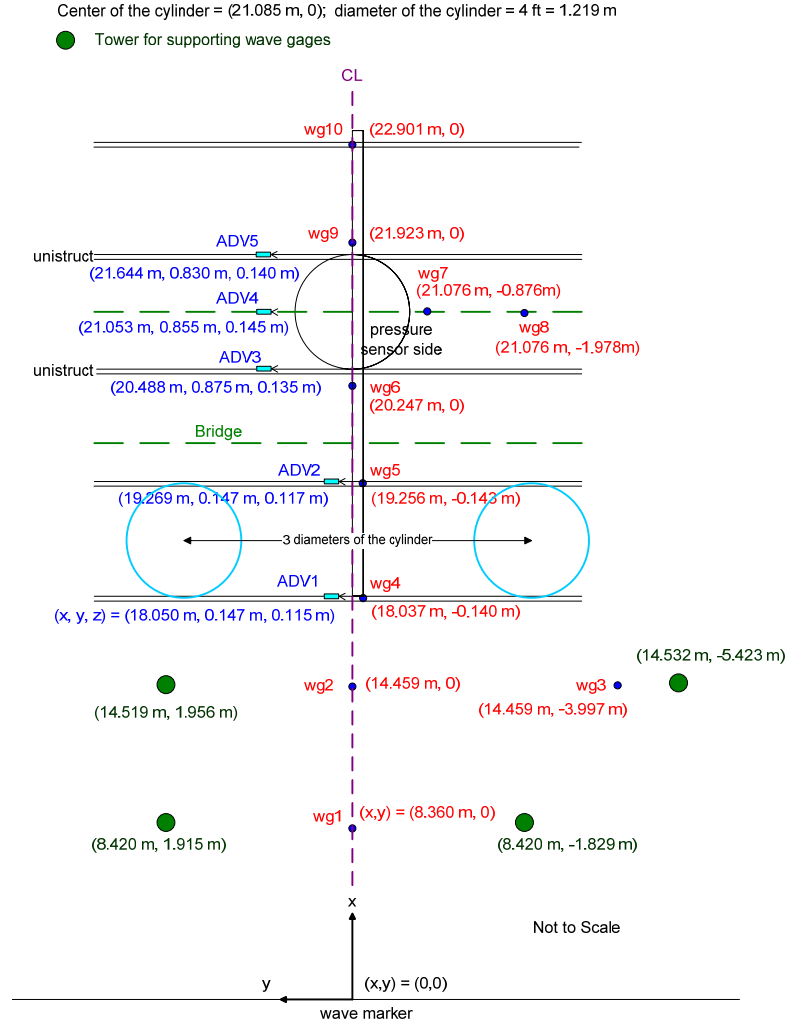 Center of the cylinder = (21.085 m, 0); diameter of the cylinder = 4 ft = 1.219 m
Tower for supporting wave gages
CL
wg10 (22.901 m, 0)
wg9 (21.923 m, 0)
ADV5
unistruct
(21.644 m, 0.830 m, 0.140 m)
wg7
(21.076 m, -0.876m)
ADV4
(21.053 m, 0.855 m, 0.145 m)
pressure
sensor side
wg8
(21.076 m, -1.978m)
ADV3
unistruct
(20.488 m, 0.875 m, 0.135 m)
wg6
(20.247 m, 0)
Bridge
ADV2
wg5
(19.269 m, 0.147 m, 0.117 m)
(19.256 m, -0.143 m)
3 diameters of the cylinder
ADV1
wg4
(x, y, z) = (18.050 m, 0.147 m, 0.115 m)
(18.037 m, -0.140 m)
(14.532 m, -5.423 m)
wg2 (14.459 m, 0)
wg3
(14.519 m, 1.956 m)
(14.459 m, -3.997 m)
wg1 (x,y) = (8.360 m, 0)
(8.420 m, 1.915 m)
(8.420 m, -1.829 m)
x
Not to Scale
y
(x,y) = (0,0)
wave marker